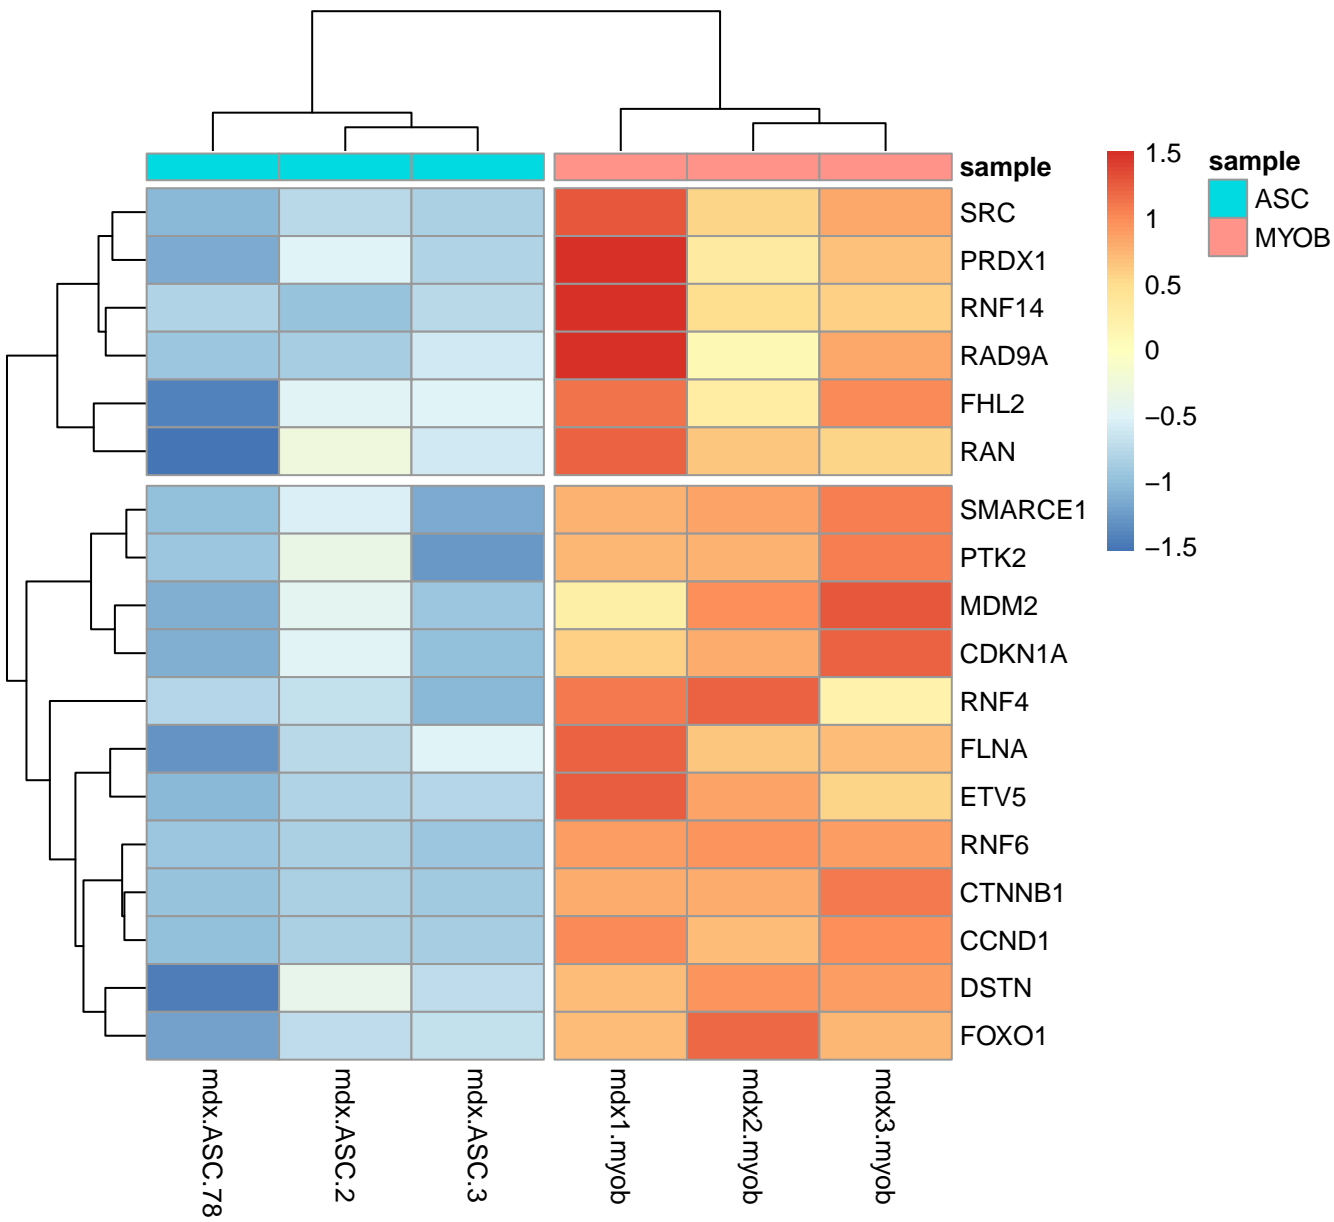 sample
SRC
PRDX1
RNF14
RAD9A
FHL2
RAN
SMARCE1
PTK2
MDM2
CDKN1A
RNF4
FLNA
ETV5
RNF6
CTNNB1
CCND1
DSTN
FOXO1
mdx.ASC.78
mdx.ASC.2
mdx.ASC.3
mdx1.myob
mdx2.myob
mdx3.myob
1.5
1
0.5
0
−0.5
−1
−1.5
sample
ASC
MYOB